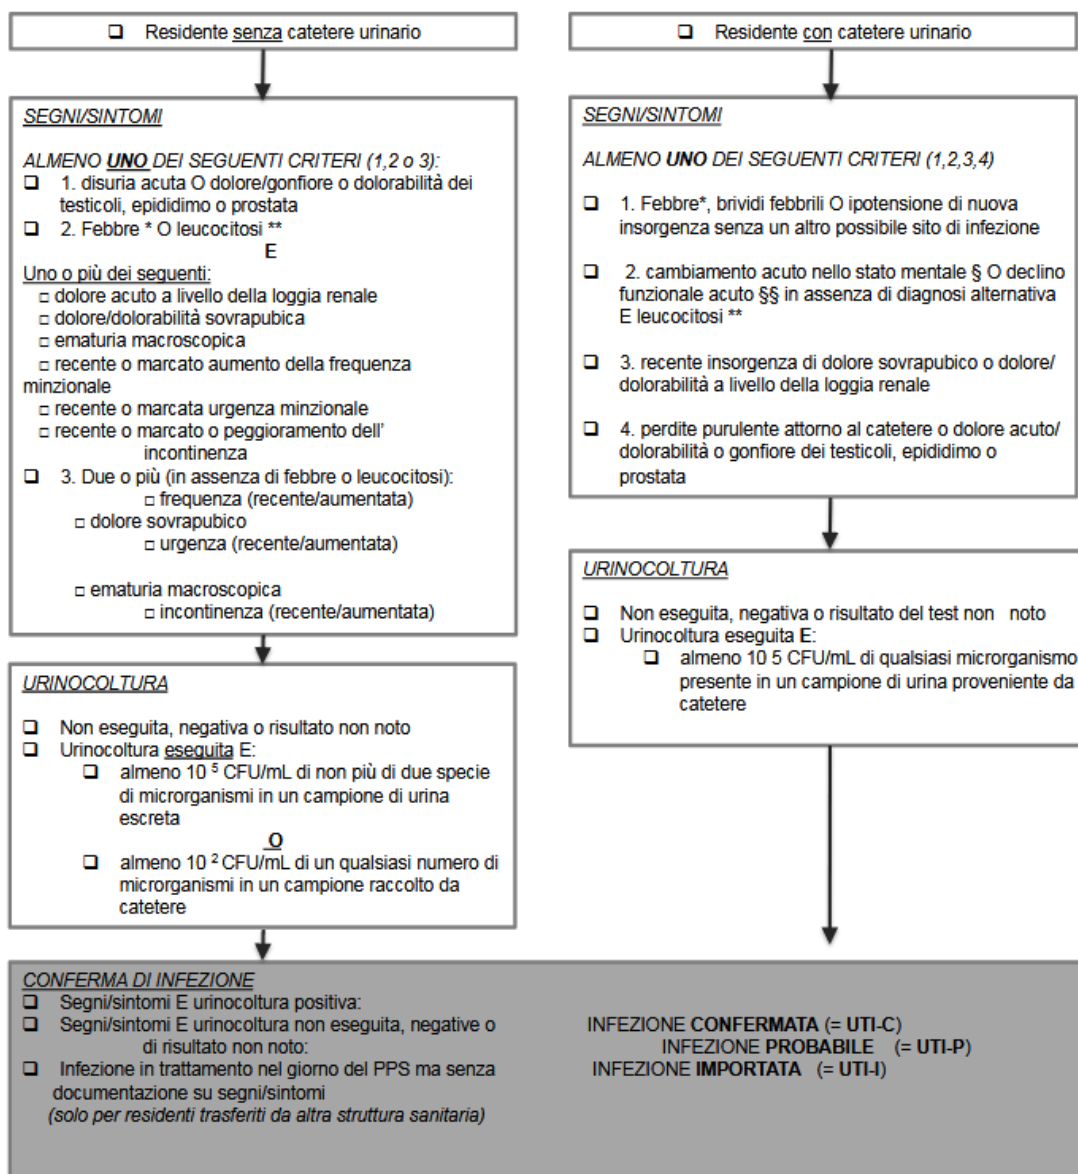 ❑ Residente senza catetere urinario
SEGNI/SINTOMI
ALMENO UNO DEI SEGUENTI CRITERI (1,2 o 3):
❑ 1. disuria acuta O dolore/gonfiore o dolorabilità dei
testicoli, epididimo o prostata
❑ 2. Febbre * O leucocitosi **
E
Uno o più dei seguenti:
□ dolore acuto a livello della loggia renale
□ dolore/dolorabilità sovrapubica
□ ematuria macroscopica
□ recente o marcato aumento della frequenza
minzionale
□ recente o marcata urgenza minzionale
□ recente o marcato o peggioramento dell'
incontinenza
❑ 3. Due o più (in assenza di febbre o leucocitosi):
□ frequenza (recente/aumentata)
□ dolore sovrapubico
□ urgenza (recente/aumentata)
□ ematuria macroscopica
□ incontinenza (recente/aumentata)
URINOCOLTURA
❑ Non eseguita, negativa o risultato non noto
❑ Urinocoltura eseguita E:
❑ almeno 10 ⁵ CFU/mL di non più di due specie
di microrganismi in un campione di urina
escreta
O
❑ almeno 10 ² CFU/mL di un qualsiasi numero di
microrganismi in un campione raccolto da
catetere
❑ Residente con catetere urinario
SEGNI/SINTOMI
ALMENO UNO DEI SEGUENTI CRITERI (1,2,3,4)
❑ 1. Febbre*, brividi febbrili O ipotensione di nuova
insorgenza senza un altro possibile sito di infezione
❑ 2. cambiamento acuto nello stato mentale § O declino
funzionale acuto §§ in assenza di diagnosi alternativa
E leucocitosi **
❑ 3. recente insorgenza di dolore sovrapubico o dolore/
dolorabilità a livello della loggia renale
❑ 4. perdite purulente attorno al catetere o dolore acuto/
dolorabilità o gonfiore dei testicoli, epididimo o
prostata
URINOCOLTURA
❑ Non eseguita, negativa o risultato del test non noto
❑ Urinocoltura eseguita E:
❑ almeno 10 5 CFU/mL di qualsiasi microrganismo
presente in un campione di urina proveniente da
catetere
CONFERMA DI INFEZIONE
❑ Segni/sintomi E urinocoltura positiva:
❑ Segni/sintomi E urinocoltura non eseguita, negative o
di risultato non noto:
❑ Infezione in trattamento nel giorno del PPS ma senza
documentazione su segni/sintomi
(solo per residenti trasferiti da altra struttura sanitaria)
INFEZIONE CONFERMATA (= UTI-C)
INFEZIONE PROBABILE (= UTI-P)
INFEZIONE IMPORTATA (= UTI-I)